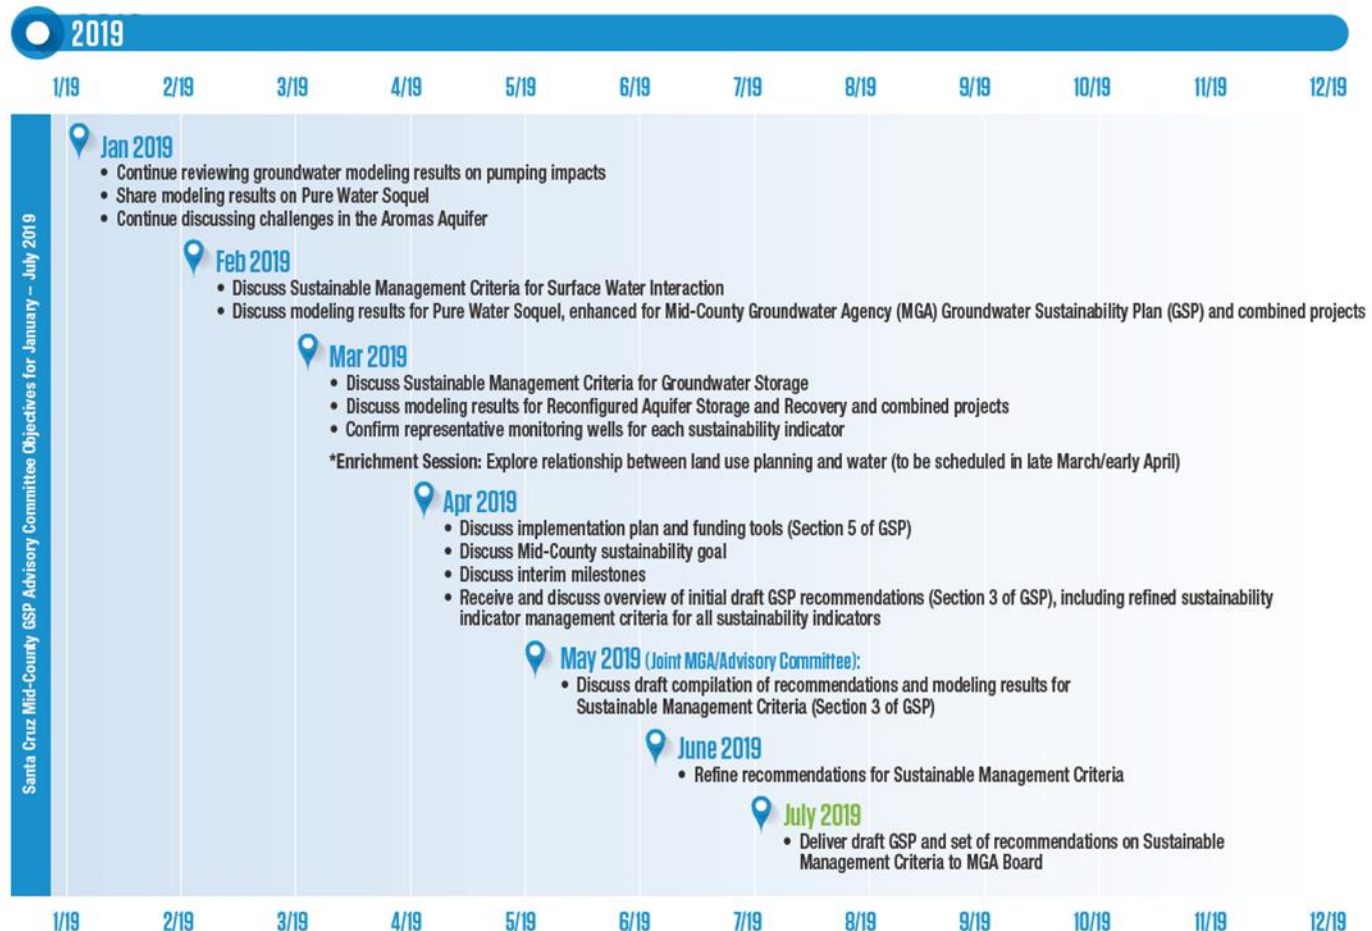 2019
1/19 2/19 3/19 4/19 5/19 6/19 7/19 8/19 9/19 10/19 11/19 12/19
Santa Cruz Mid-County GSP Advisory Committee Objectives for January – July 2019
Jan 2019
• Continue reviewing groundwater modeling results on pumping impacts
• Share modeling results on Pure Water Soquel
• Continue discussing challenges in the Aromas Aquifer
Feb 2019
• Discuss Sustainable Management Criteria for Surface Water Interaction
• Discuss modeling results for Pure Water Soquel, enhanced for Mid-County Groundwater Agency (MGA) Groundwater Sustainability Plan (GSP) and combined projects
Mar 2019
• Discuss Sustainable Management Criteria for Groundwater Storage
• Discuss modeling results for Reconfigured Aquifer Storage and Recovery and combined projects
• Confirm representative monitoring wells for each sustainability indicator
*Enrichment Session: Explore relationship between land use planning and water (to be scheduled in late March/early April)
Apr 2019
• Discuss implementation plan and funding tools (Section 5 of GSP)
• Discuss Mid-County sustainability goal
• Discuss interim milestones
• Receive and discuss overview of initial draft GSP recommendations (Section 3 of GSP), including refined sustainability
indicator management criteria for all sustainability indicators
May 2019 (Joint MGA/Advisory Committee):
• Discuss draft compilation of recommendations and modeling results for
Sustainable Management Criteria (Section 3 of GSP)
June 2019
• Refine recommendations for Sustainable Management Criteria
July 2019
• Deliver draft GSP and set of recommendations on Sustainable
Management Criteria to MGA Board
1/19 2/19 3/19 4/19 5/19 6/19 7/19 8/19 9/19 10/19 11/19 12/19